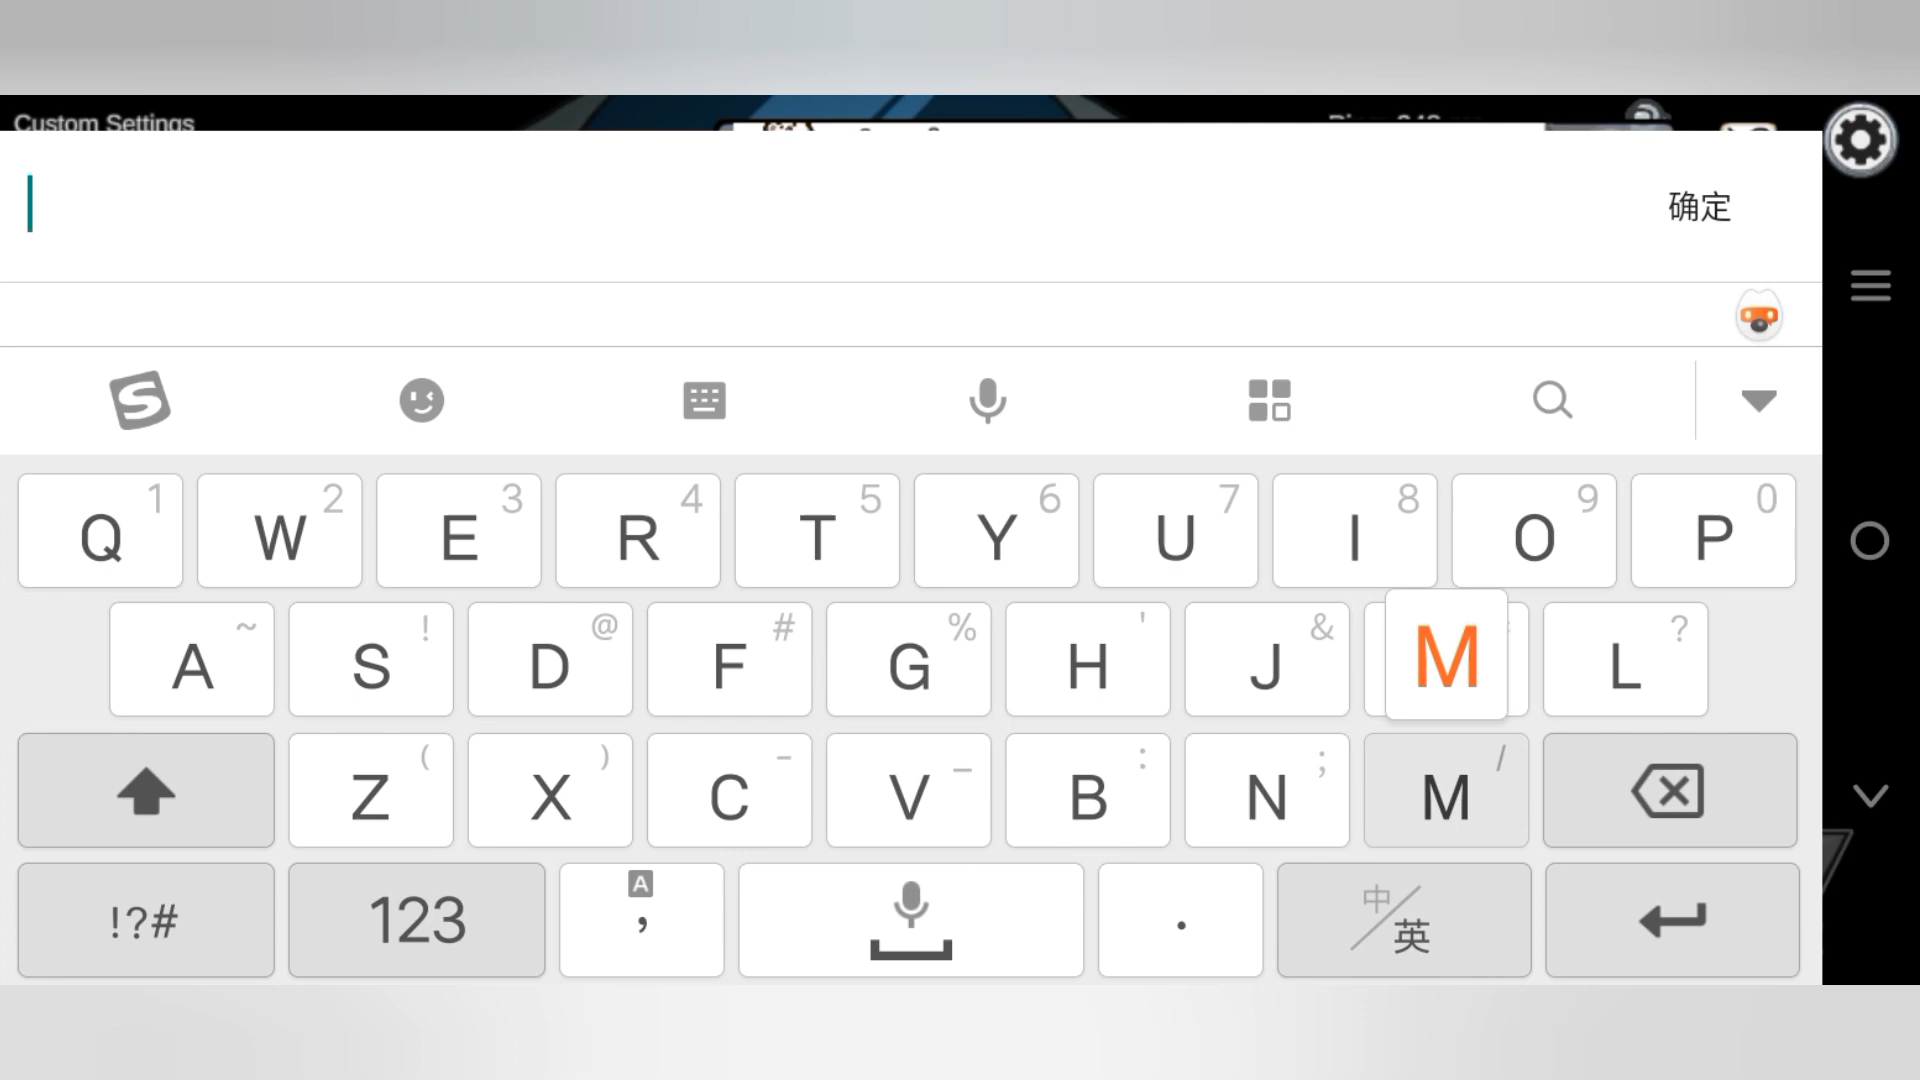 Custom Settings
确定
1 2 3 4 5 6 7 8 9 0
Q W E R T Y U I O P
~ ! @ # % ' & ?
A S D F G H J M L
( ) - _ : ; /
Z X C V B N M
!?# 123 A , . 中/英